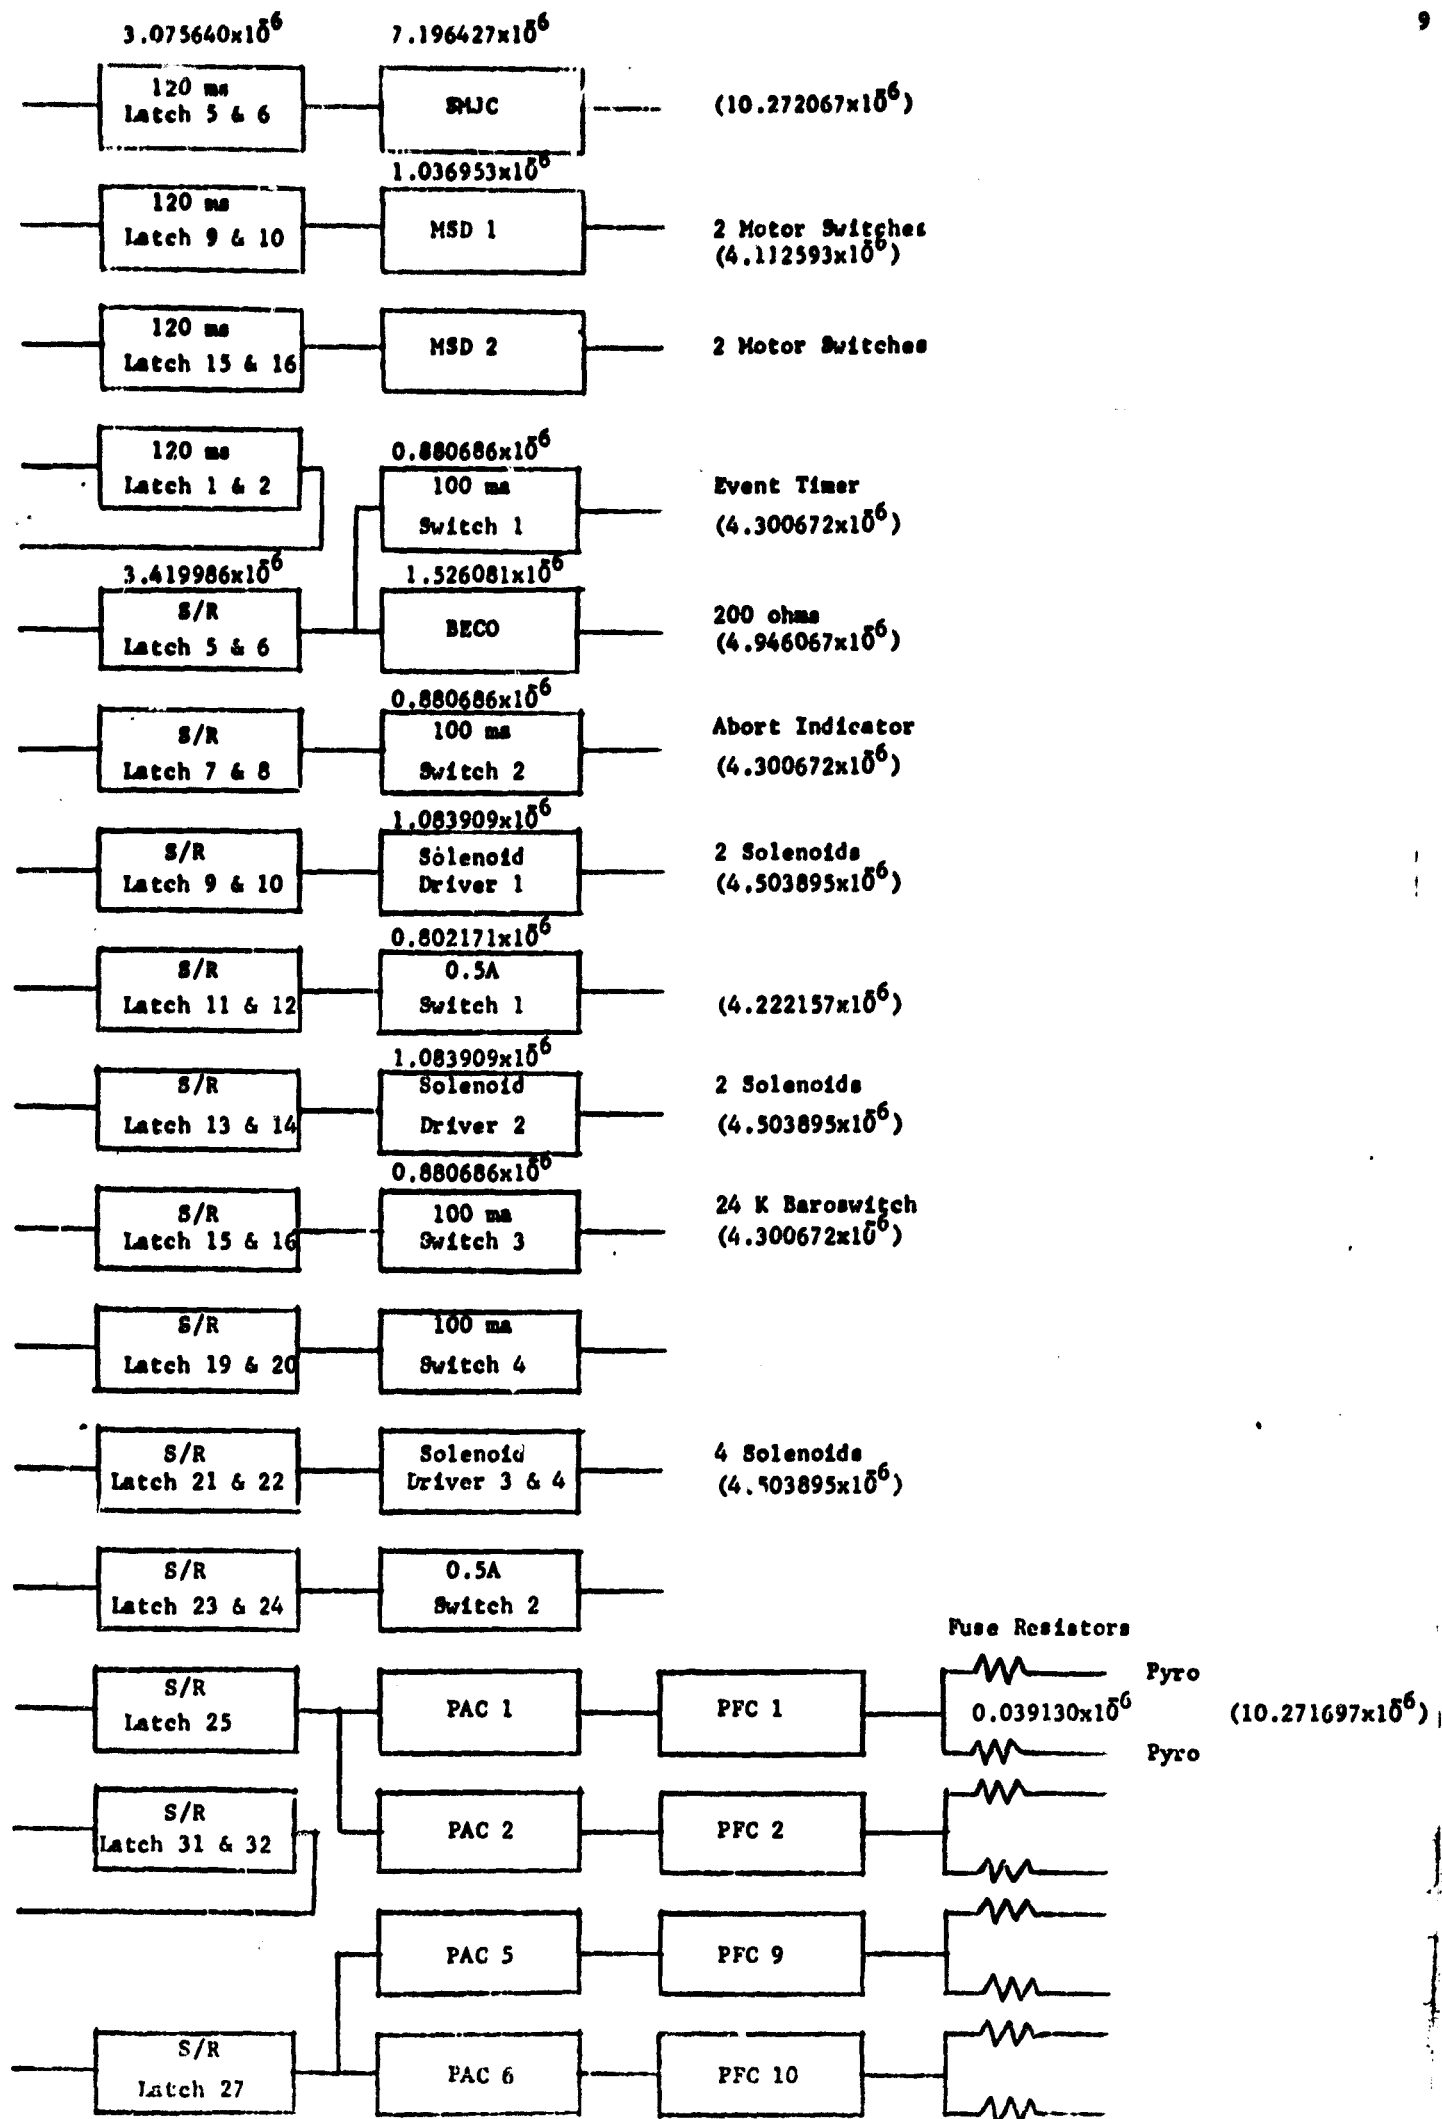 9
3.075640x10⁻⁶ 7.196427x10⁻⁶
120 ms
Latch 5 & 6
SMJC
(10.272067x10⁻⁶)
1.036953x10⁻⁶
120 ms
Latch 9 & 10
MSD 1
2 Motor Switches
(4.112593x10⁻⁶)
120 ms
Latch 15 & 16
MSD 2
2 Motor Switches
120 ms
Latch 1 & 2
0.880686x10⁻⁶
100 ma
Switch 1
Event Timer
(4.300672x10⁻⁶)
3.419986x10⁻⁶
S/R
Latch 5 & 6
1.526081x10⁻⁶
BECO
200 ohms
(4.946067x10⁻⁶)
S/R
Latch 7 & 8
0.880686x10⁻⁶
100 ma
Switch 2
Abort Indicator
(4.300672x10⁻⁶)
S/R
Latch 9 & 10
1.083909x10⁻⁶
Solenoid
Driver 1
2 Solenoids
(4.503895x10⁻⁶)
S/R
Latch 11 & 12
0.802171x10⁻⁶
0.5A
Switch 1
(4.222157x10⁻⁶)
S/R
Latch 13 & 14
1.083909x10⁻⁶
Solenoid
Driver 2
2 Solenoids
(4.503895x10⁻⁶)
S/R
Latch 15 & 16
0.880686x10⁻⁶
100 ma
Switch 3
24 K Baroswitch
(4.300672x10⁻⁶)
S/R
Latch 19 & 20
100 ma
Switch 4
S/R
Latch 21 & 22
Solenoid
Driver 3 & 4
4 Solenoids
(4.503895x10⁻⁶)
S/R
Latch 23 & 24
0.5A
Switch 2
Fuse Resistors
S/R
Latch 25
PAC 1
PFC 1
Pyro
0.039130x10⁻⁶
(10.271697x10⁻⁶)
Pyro
S/R
Latch 31 & 32
PAC 2
PFC 2
PAC 5
PFC 9
S/R
Latch 27
PAC 6
PFC 10